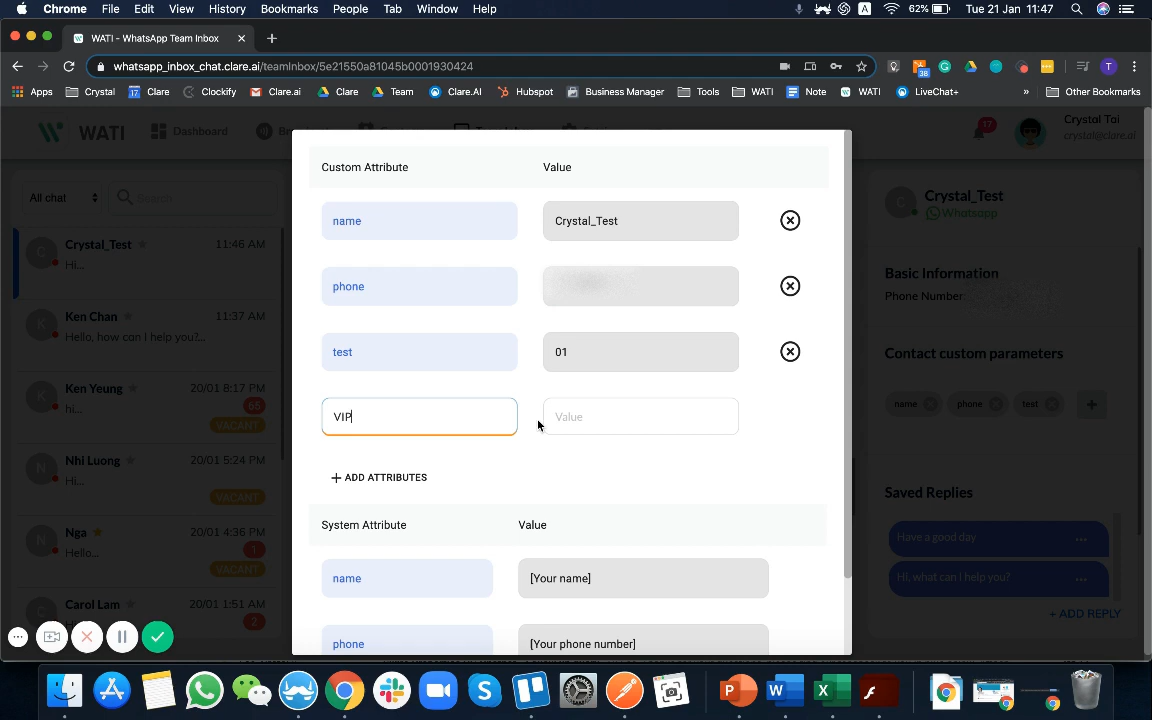 Chrome File Edit View History Bookmarks People Tab Window Help A 62% Tue 21 Jan 11:47
WATI - WhatsApp Team Inbox
whatsapp_inbox_chat.clare.ai/teamInbox/5e21550a81045b0001930424 38 T
Apps Crystal 17 Clare Clockify Clare.ai Clare Team Clare.AI Hubspot Business Manager Tools WATI Note WATI LiveChat+ » Other Bookmarks
WATI Dashboard 17 Crystal Tai
crystal@clare.ai
All chat Search
C Crystal_Test 11:46 AM
Hi...
K Ken Chan 11:37 AM
Hello, how can I help you?...
K Ken Yeung 20/01 8:17 PM
hi... 65
VACANT
N Nhi Luong 20/01 5:24 PM
Hi...
VACANT
N Nga 20/01 4:36 PM
Hello... 1
VACANT
C Carol Lam 20/01 1:51 AM
2
Custom Attribute Value
name Crystal_Test
phone
test 01
VIP Value
+ ADD ATTRIBUTES
System Attribute Value
name [Your name]
phone [Your phone number]
C Crystal_Test
Whatsapp
Basic Information
Phone Number
Contact custom parameters
name phone test +
Saved Replies
Have a good day ...
Hi, what can I help you? ...
+ ADD REPLY